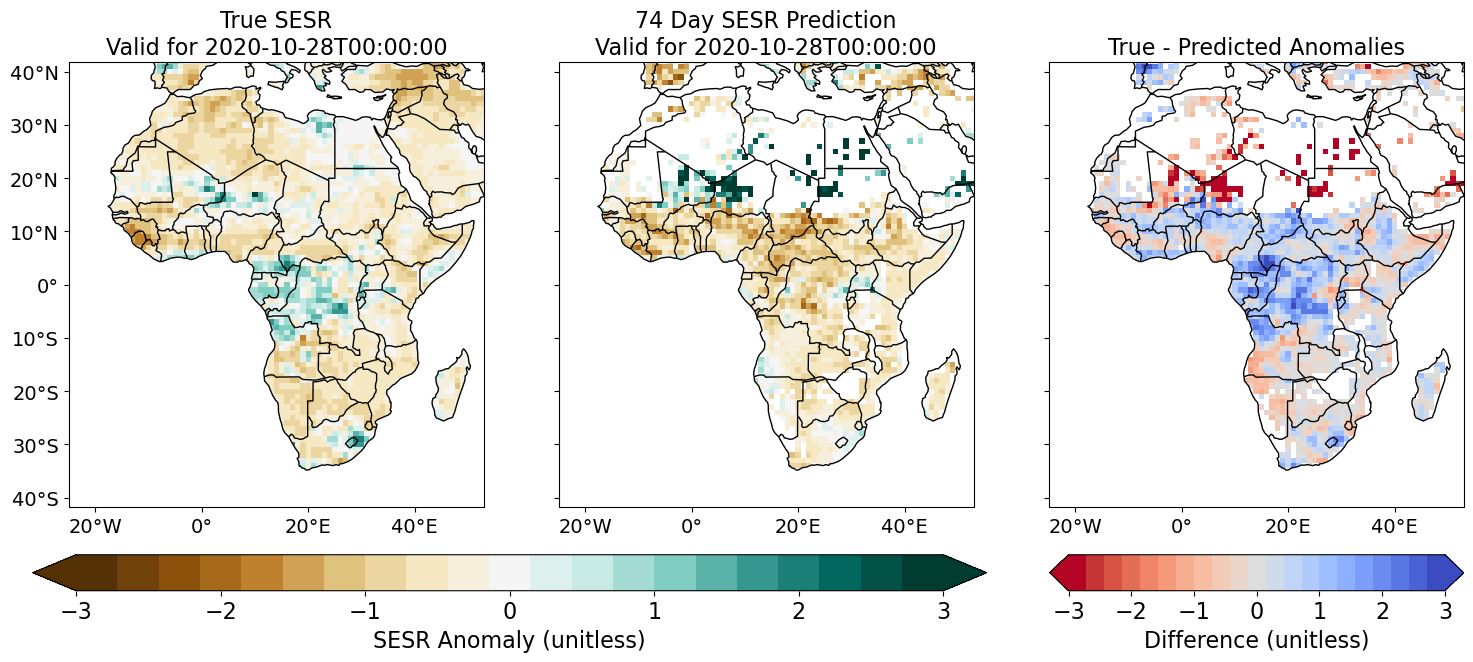 True SESR
Valid for 2020-10-28T00:00:00
74 Day SESR Prediction
Valid for 2020-10-28T00:00:00
True - Predicted Anomalies
40°N
30°N
20°N
10°N
0°
10°S
20°S
30°S
40°S
20°W 0° 20°E 40°E
20°W 0° 20°E 40°E
20°W 0° 20°E 40°E
−3 −2 −1 0 1 2 3
SESR Anomaly (unitless)
−3 −2 −1 0 1 2 3
Difference (unitless)